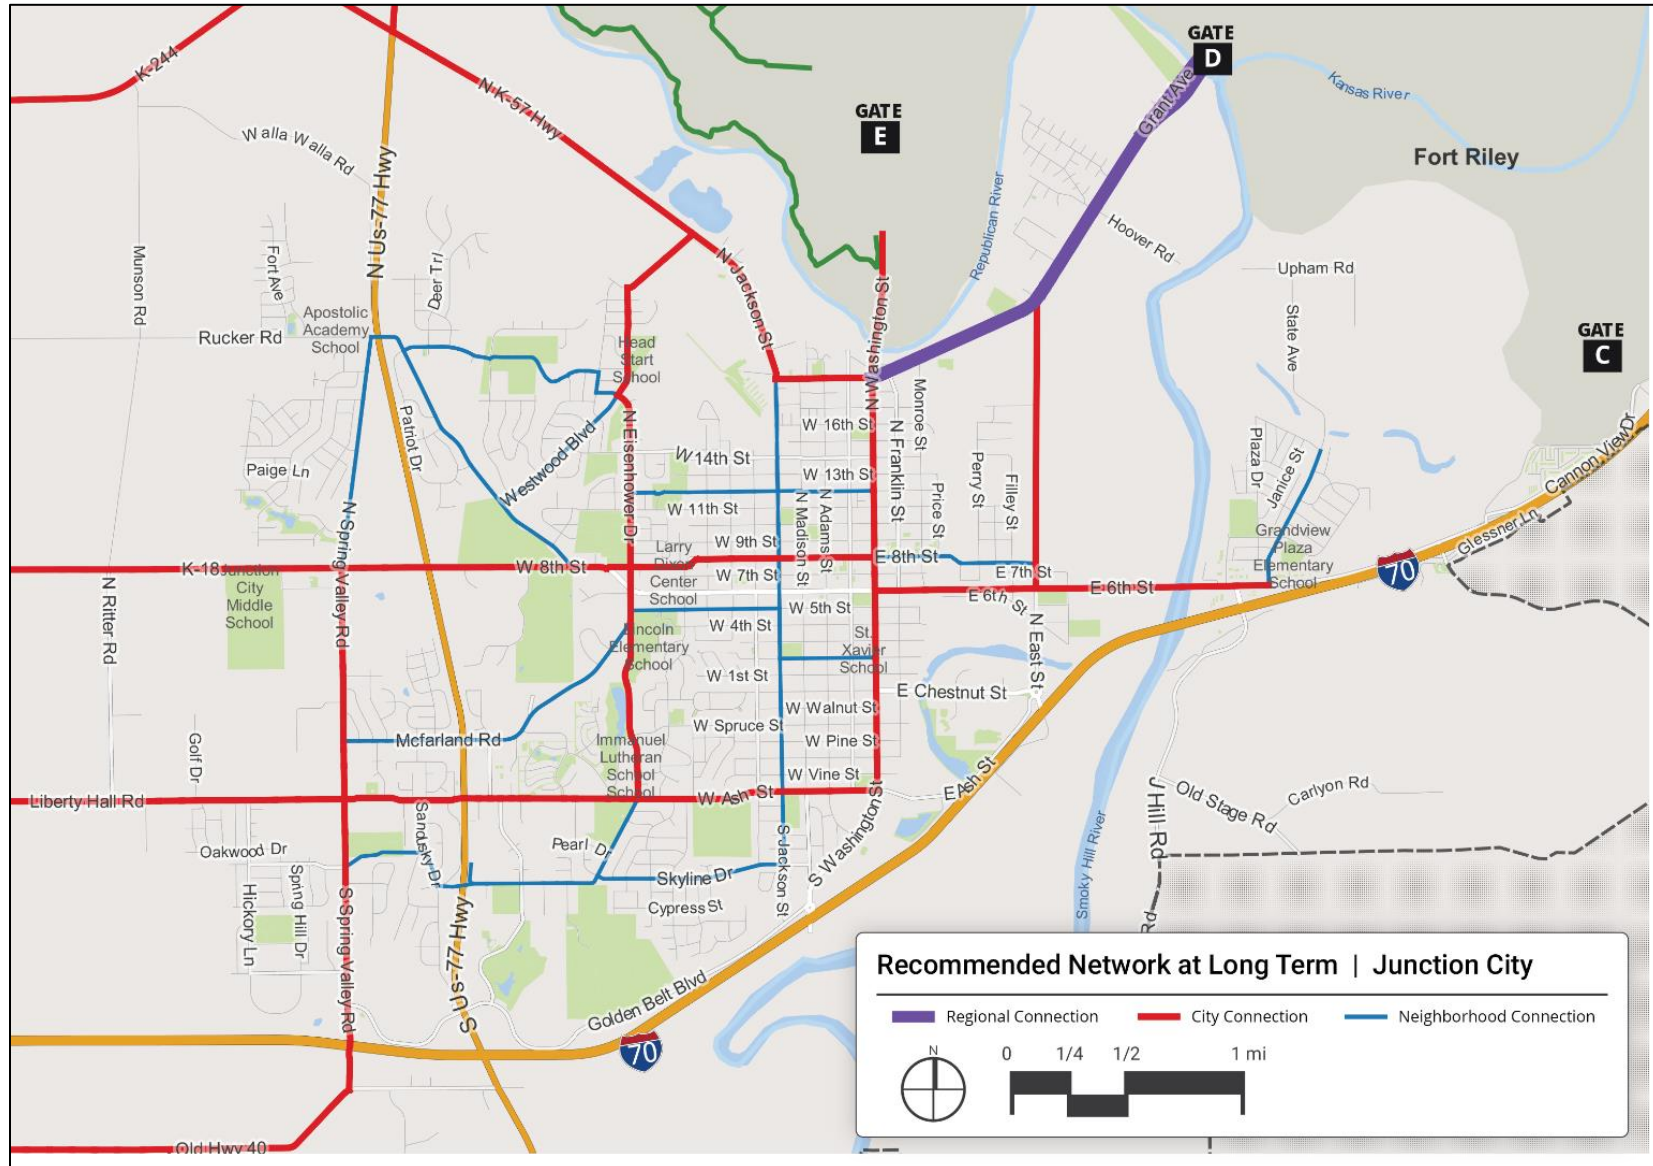 GATE
D
K-244
N K-57 Hwy
Grant Ave
Kansas River
GATE
E
Walla Walla Rd
Fort Riley
N Us-77 Hwy
Republican River
Hoover Rd
Munson Rd
Fort Ave
Deer Trl
N Jackson St
N Washington St
Upham Rd
State Ave
Apostolic
Academy
School
Rucker Rd
Head
Start
School
GATE
C
Patriot Dr
N Eisenhower Dr
Monroe St
W 16th St
N Franklin St
Westwood Blvd
W 14th St
Paige Ln
W 13th St
Perry St
Filley St
Plaza Dr
Janice St
Cannon View Dr
N Spring Valley Rd
W 11th St
N Madison St
N Adams St
Price St
Glessner Ln
Grandview
Plaza
Elementary
School
W 9th St
Larry
Dixon
Center
School
E 8th St
K-18
W 8th St
W 7th St
E 7th St
70
Junction
City
Middle
School
E 6th St
E 6th St
N Ritter Rd
W 5th St
W 4th St
Lincoln
Elementary
School
St.
Xavier
School
N East St
W 1st St
E Chestnut St
W Walnut St
W Spruce St
Mcfarland Rd
W Pine St
Golf Dr
Immanuel
Lutheran
School
School
W Vine St
E Ash St
Liberty Hall Rd
W Ash St
J Hill Rd
Old Stage Rd
Carlyon Rd
Sandusky Dr
S Washington St
Oakwood Dr
Pearl Dr
S Jackson St
Smoky Hill River
Spring Hill Dr
Hickory Ln
Skyline Dr
Cypress St
S Spring Valley Rd
S Us-77 Hwy
Rd
Golden Belt Blvd
70
Old Hwy 40
Recommended Network at Long Term | Junction City
Regional Connection
City Connection
Neighborhood Connection
N
0 1/4 1/2 1 mi